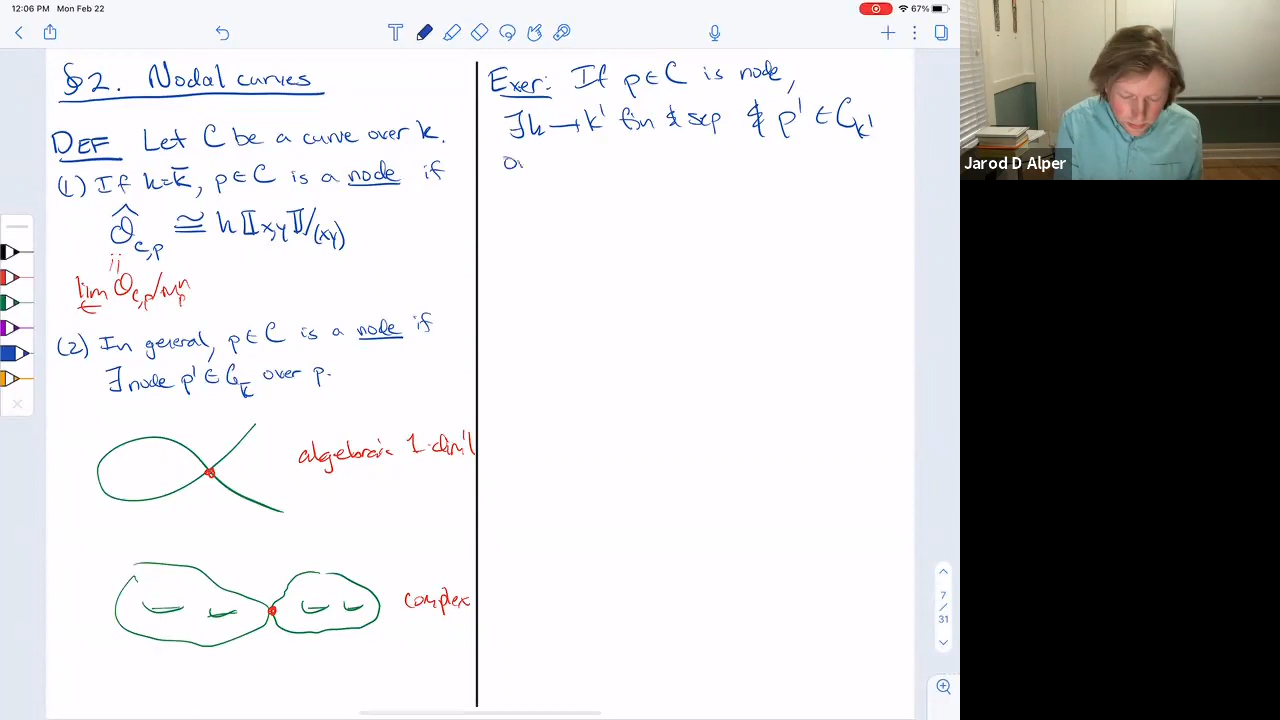 12:06 PM Mon Feb 22
67%
§2. Nodal curves
DEF Let C be a curve over k.
(1) If k=k̄, p∈C is a node if
Ô_{C,p} ≅ k⟦x,y⟧/(xy)
lim O_{C,p}/m_p^n
←
(2) In general, p∈C is a node if
∃ node p'∈C_k̄ over p.
algebraic 1-dim'l
complex
Exer: If p∈C is node,
∃k→k' fin & sep & p'∈C_k'
T
7
/
31
Jarod D Alper